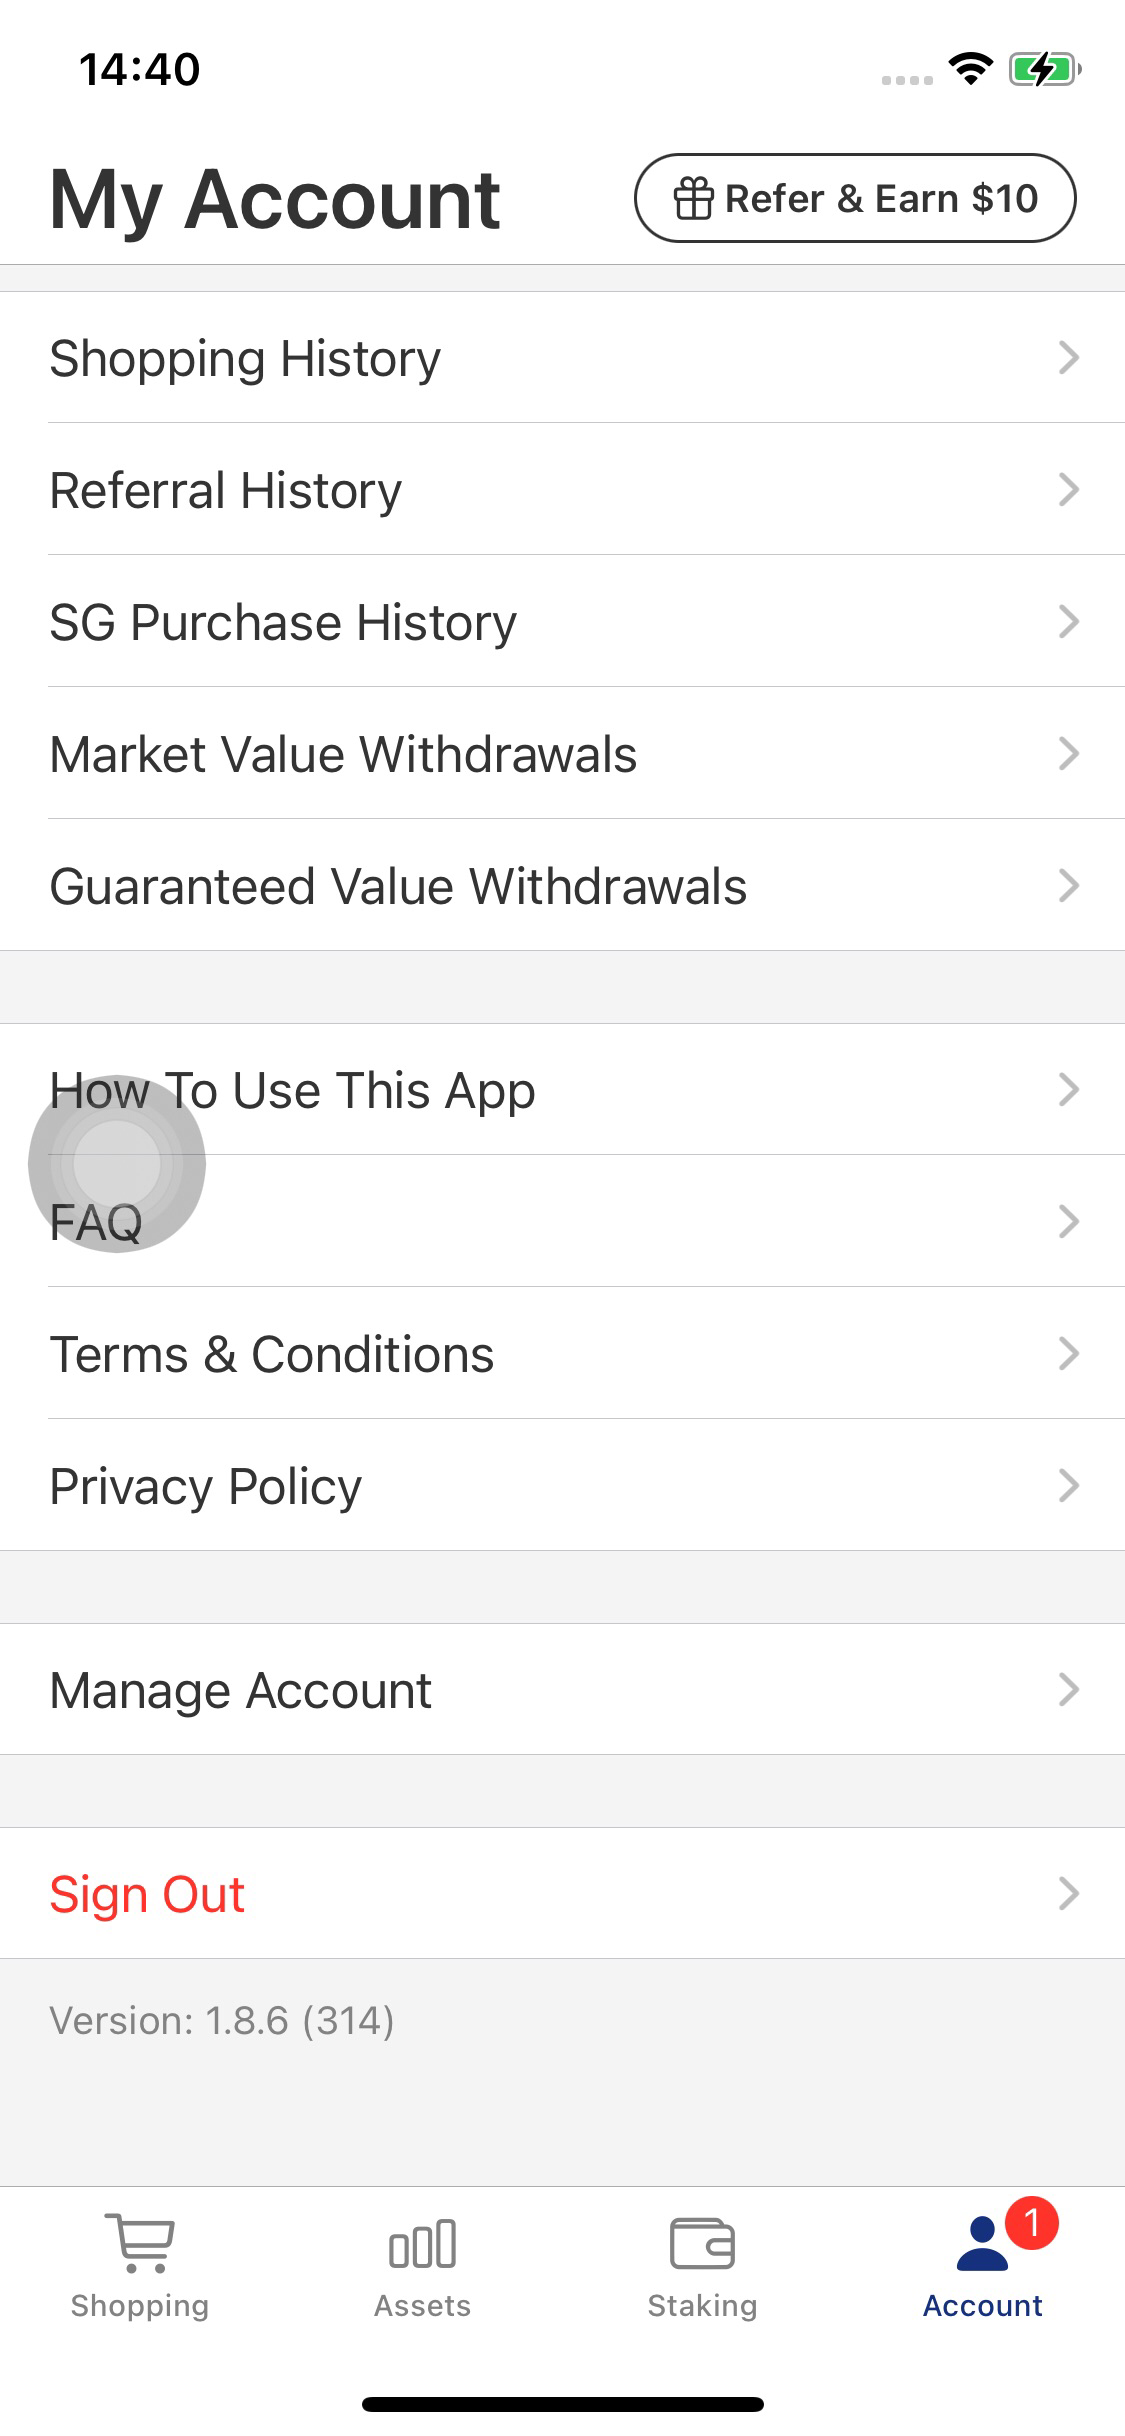 14:40
My Account
Refer & Earn $10
Shopping History
Referral History
SG Purchase History
Market Value Withdrawals
Guaranteed Value Withdrawals
How To Use This App
FAQ
Terms & Conditions
Privacy Policy
Manage Account
Sign Out
Version: 1.8.6 (314)
1
Shopping
Assets
Staking
Account